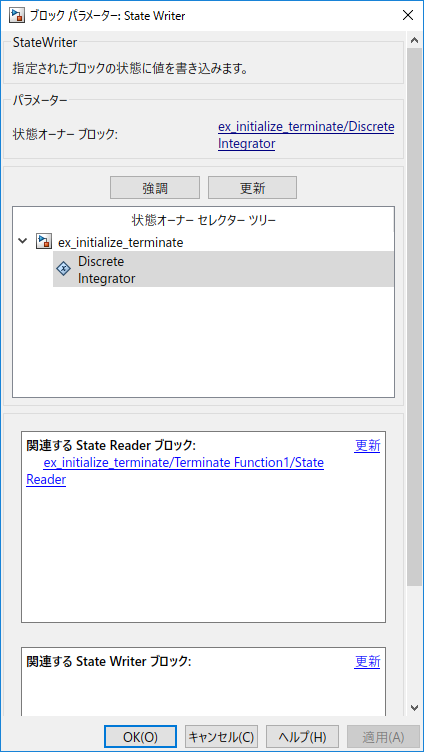 ブロック パラメーター: State Writer
StateWriter
指定されたブロックの状態に値を書き込みます。
パラメーター
状態オーナー ブロック:
ex_initialize_terminate/Discrete
Integrator
強調
更新
状態オーナー セレクター ツリー
ex_initialize_terminate
Discrete
Integrator
関連する State Reader ブロック:
更新
ex_initialize_terminate/Terminate Function1/State
Reader
関連する State Writer ブロック:
更新
OK(O)
キャンセル(C)
ヘルプ(H)
適用(A)